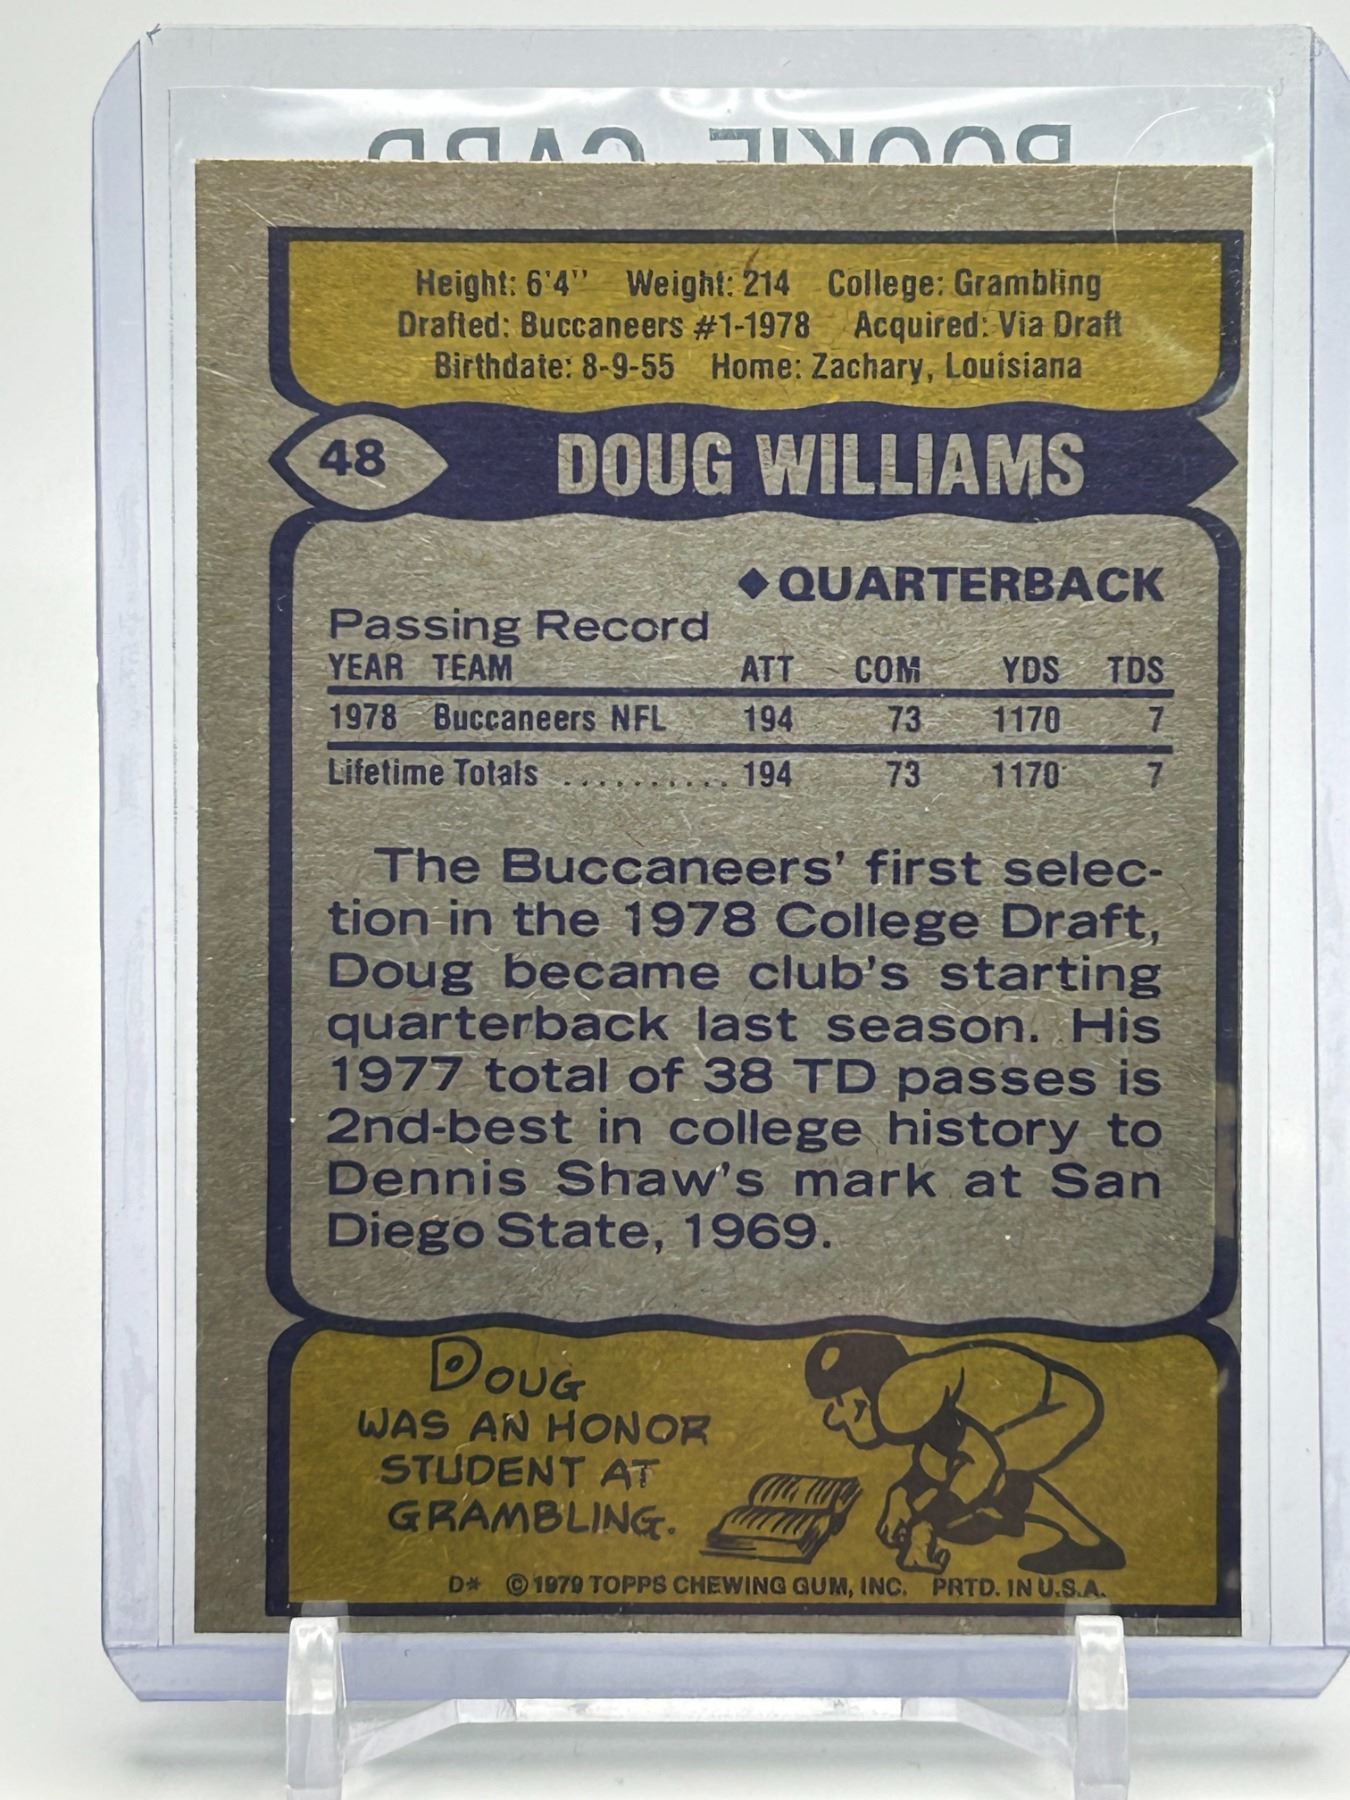 ROOKIE CARD
Height: 6'4" Weight: 214 College: Grambling
Drafted: Buccaneers #1-1978 Acquired: Via Draft
Birthdate: 8-9-55 Home: Zachary, Louisiana
48 DOUG WILLIAMS
◆QUARTERBACK
Passing Record
YEAR TEAM ATT COM YDS TDS
1978 Buccaneers NFL 194 73 1170 7
Lifetime Totals .......... 194 73 1170 7
The Buccaneers' first selec-
tion in the 1978 College Draft,
Doug became club's starting
quarterback last season. His
1977 total of 38 TD passes is
2nd-best in college history to
Dennis Shaw's mark at San
Diego State, 1969.
DOUG
WAS AN HONOR
STUDENT AT
GRAMBLING.
D* © 1979 TOPPS CHEWING GUM, INC. PRTD. IN U.S.A.